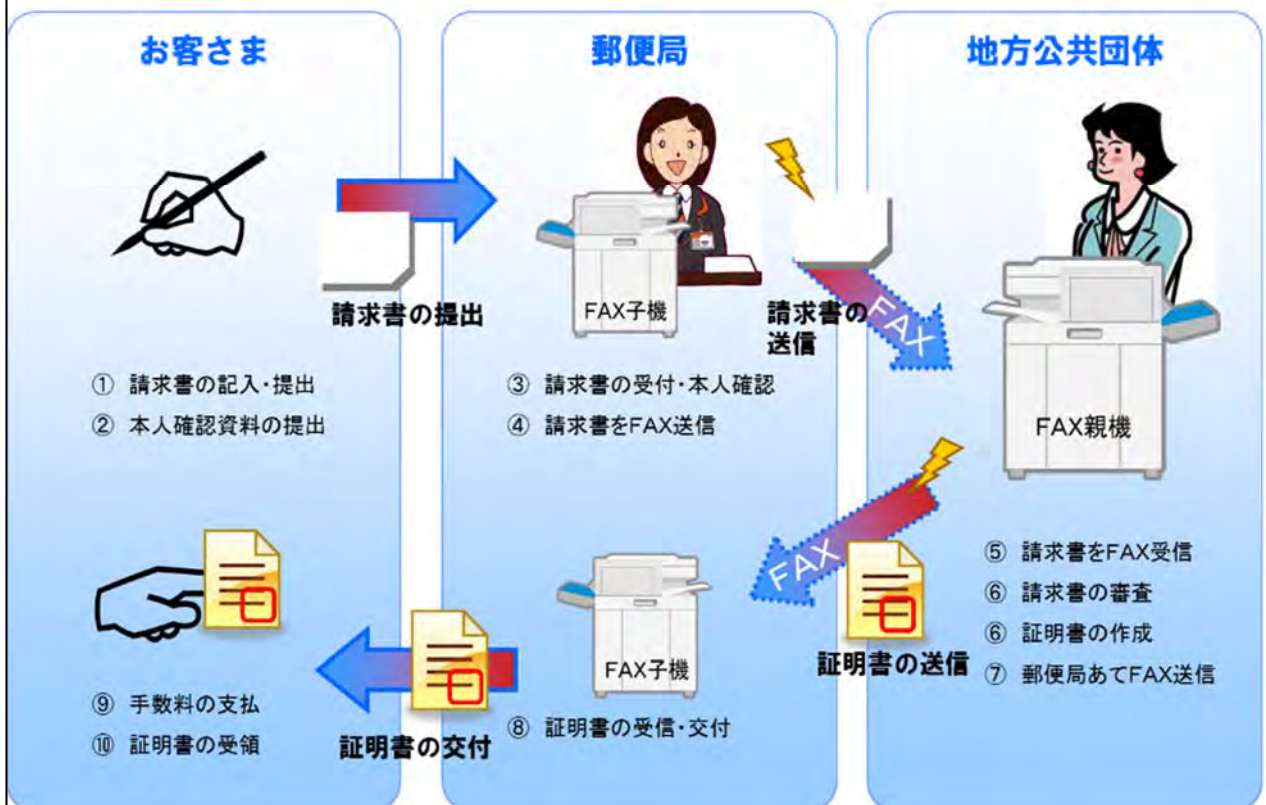 お客さま
郵便局
地方公共団体
請求書の提出
FAX子機
請求書の
送信
FAX
FAX親機
① 請求書の記入・提出
② 本人確認資料の提出
③ 請求書の受付・本人確認
④ 請求書をFAX送信
⑤ 請求書をFAX受信
⑥ 請求書の審査
⑥ 証明書の作成
⑦ 郵便局あてFAX送信
FAX
証明書の送信
FAX子機
⑧ 証明書の受信・交付
証明書の交付
⑨ 手数料の支払
⑩ 証明書の受領